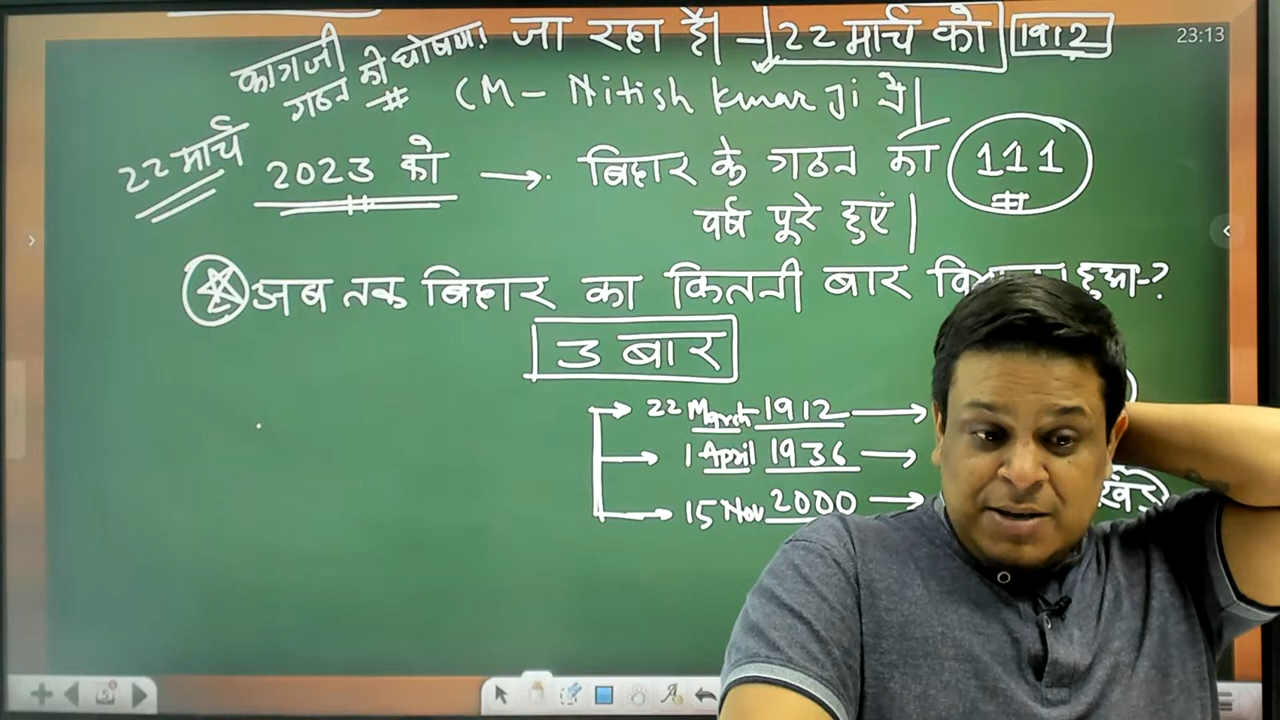 जा रहा है। - 22 मार्च को 1912
23:13
कागजी
गठन की घोषणा!
CM - Nitish Kumar Ji ने|
22 मार्च 2023 को → बिहार के गठन का 111
वर्ष पूरे हुएं|
अब तक बिहार का कितनी बार हुआ-?
3 बार
22 March 1912 →
1 April 1936 →
15 Nov 2000 →